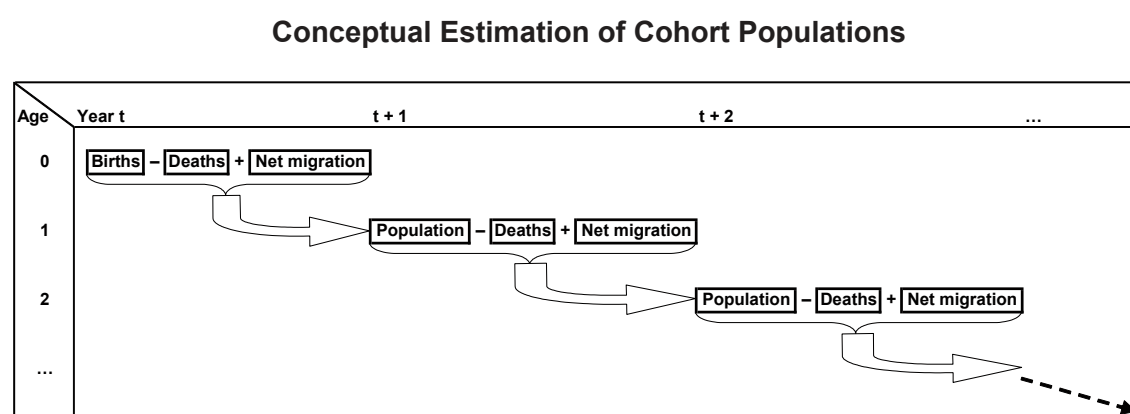 Conceptual Estimation of Cohort Populations
Age Year t t + 1 t + 2 …
0 Births – Deaths + Net migration
1 Population – Deaths + Net migration
2 Population – Deaths + Net migration
…